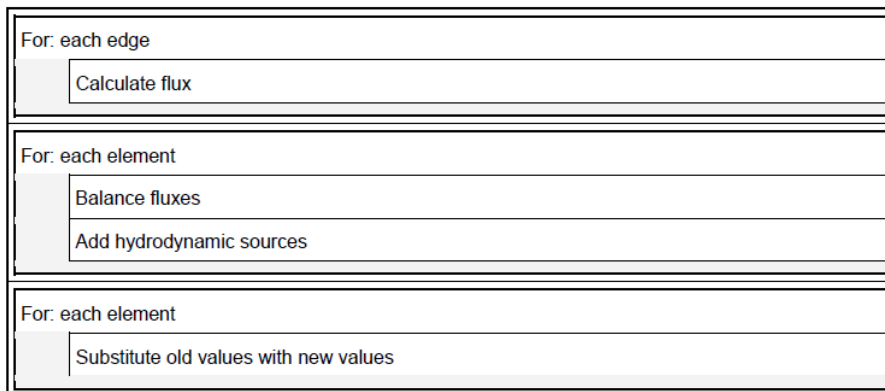 For: each edge
Calculate flux
For: each element
Balance fluxes
Add hydrodynamic sources
For: each element
Substitute old values with new values